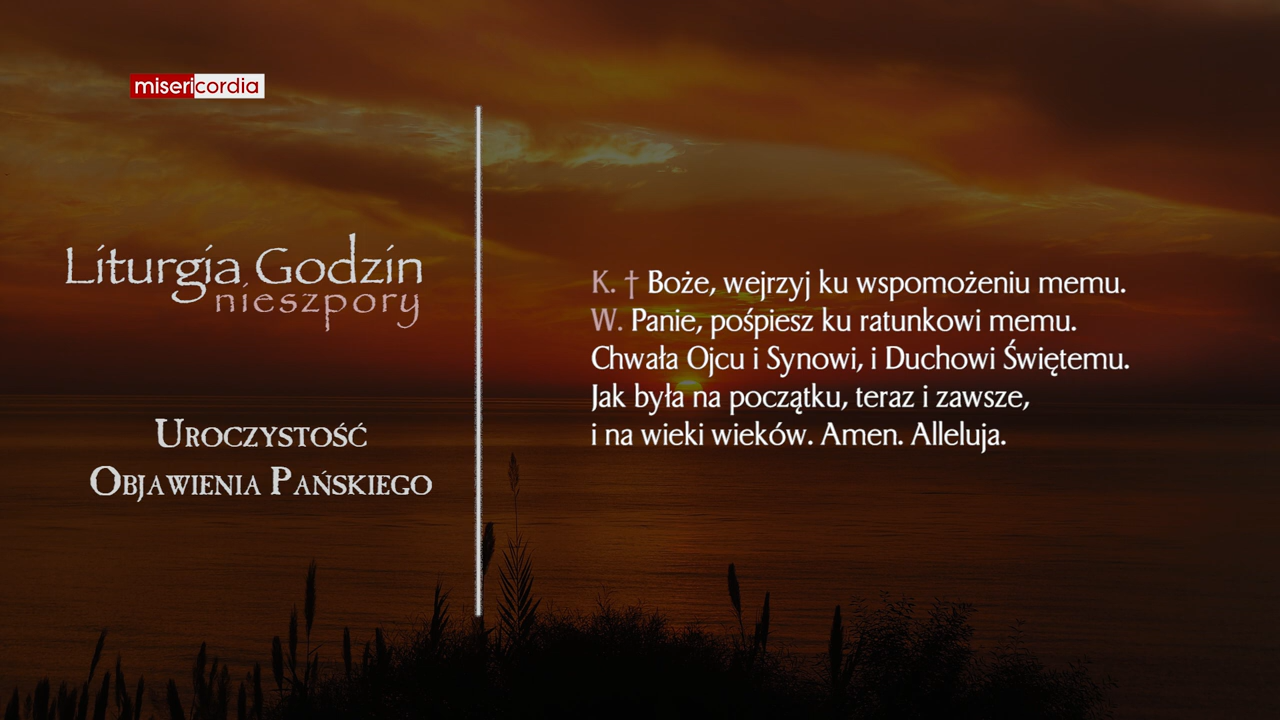 misericordia
Liturgia Godzin
nieszpory
Uroczystość
Objawienia Pańskiego
K. † Boże, wejrzyj ku wspomożeniu memu.
W. Panie, pośpiesz ku ratunkowi memu.
Chwała Ojcu i Synowi, i Duchowi Świętemu.
Jak była na początku, teraz i zawsze,
i na wieki wieków. Amen. Alleluja.